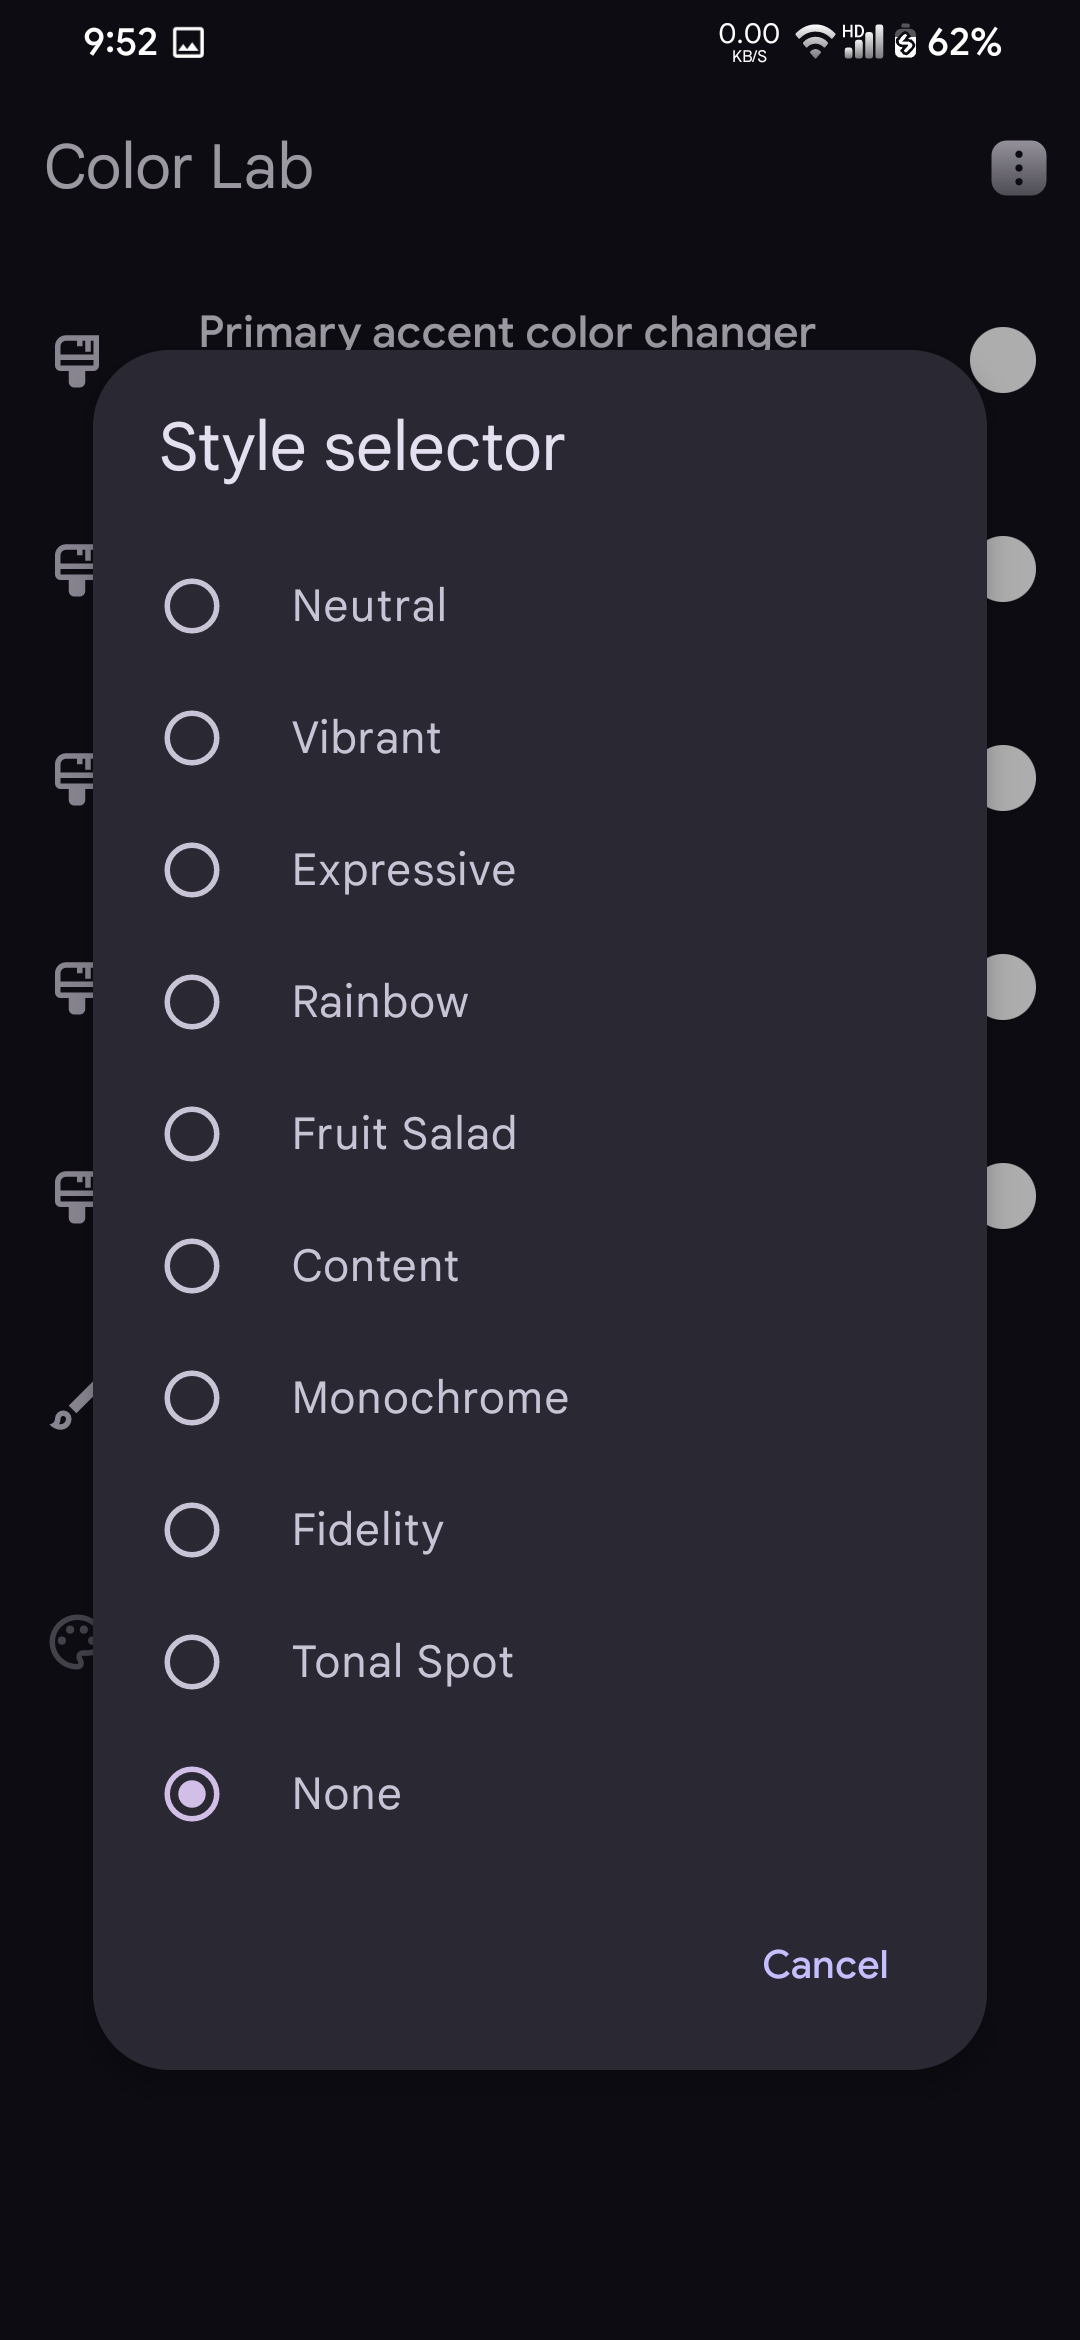 9:52
0.00
KB/S
HD
62%
Color Lab
Primary accent color changer
Style selector
Neutral
Vibrant
Expressive
Rainbow
Fruit Salad
Content
Monochrome
Fidelity
Tonal Spot
None
Cancel